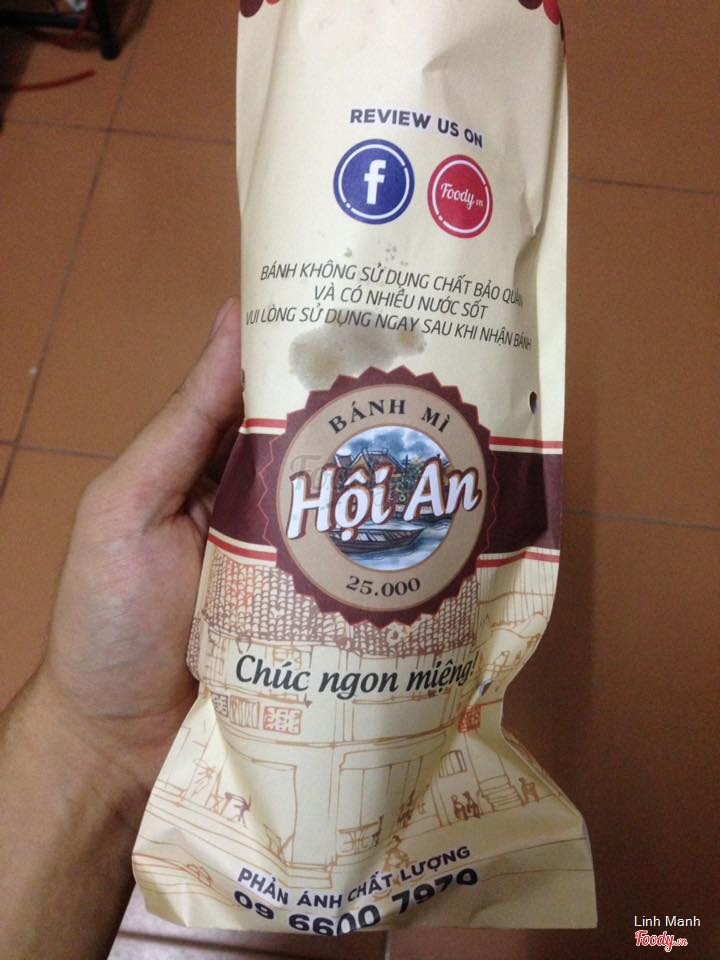 REVIEW US ON
f
Foody.vn
BÁNH KHÔNG SỬ DỤNG CHẤT BẢO QUẢN
VÀ CÓ NHIỀU NƯỚC SỐT
VUI LÒNG SỬ DỤNG NGAY SAU KHI NHẬN BÁNH
BÁNH MÌ
Hội An
25.000
Chúc ngon miệng!
PHẢN ÁNH CHẤT LƯỢNG
09 6600 7970
Linh Manh
Foody.vn